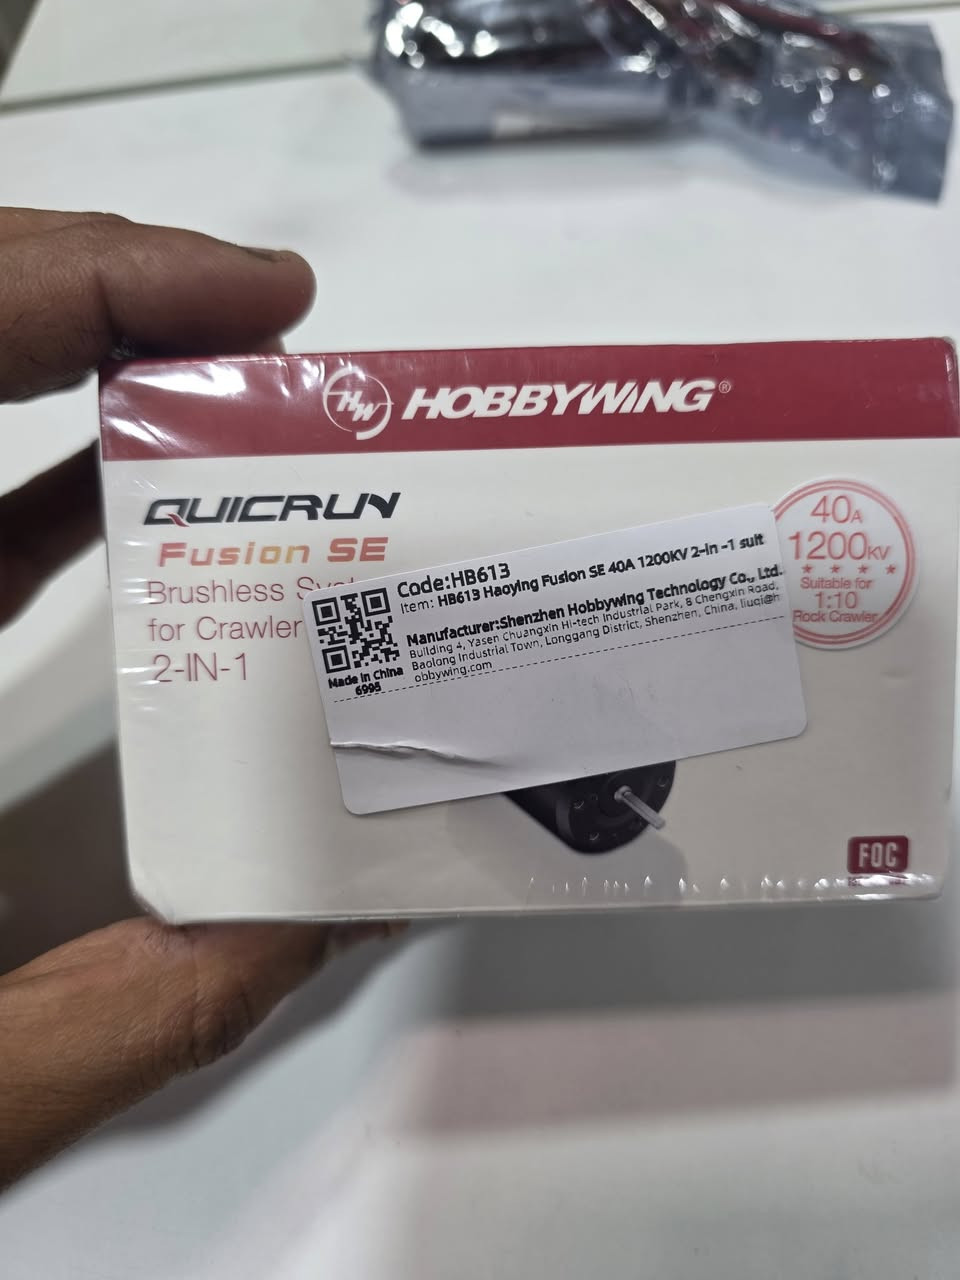 HW HOBBYWING®
QUICRUN
Fusion SE
Brushless
for Crawler
2-IN-1
40A
1200KV
★ ★ ★ ★
Suitable for
1:10
Rock Crawler
Code:HB613
Item: HB613 Haoying Fusion SE 40A 1200KV 2-in -1 suit
Manufacturer:Shenzhen Hobbywing Technology Co., Ltd.
Building 4, Yasen Chuangxin Hi-tech Industrial Park, 8 Chengxin Road,
Baolong Industrial Town, Longgang District, Shenzhen, China, liuqi@h
obbywing.com
Made in China
6995
FOC